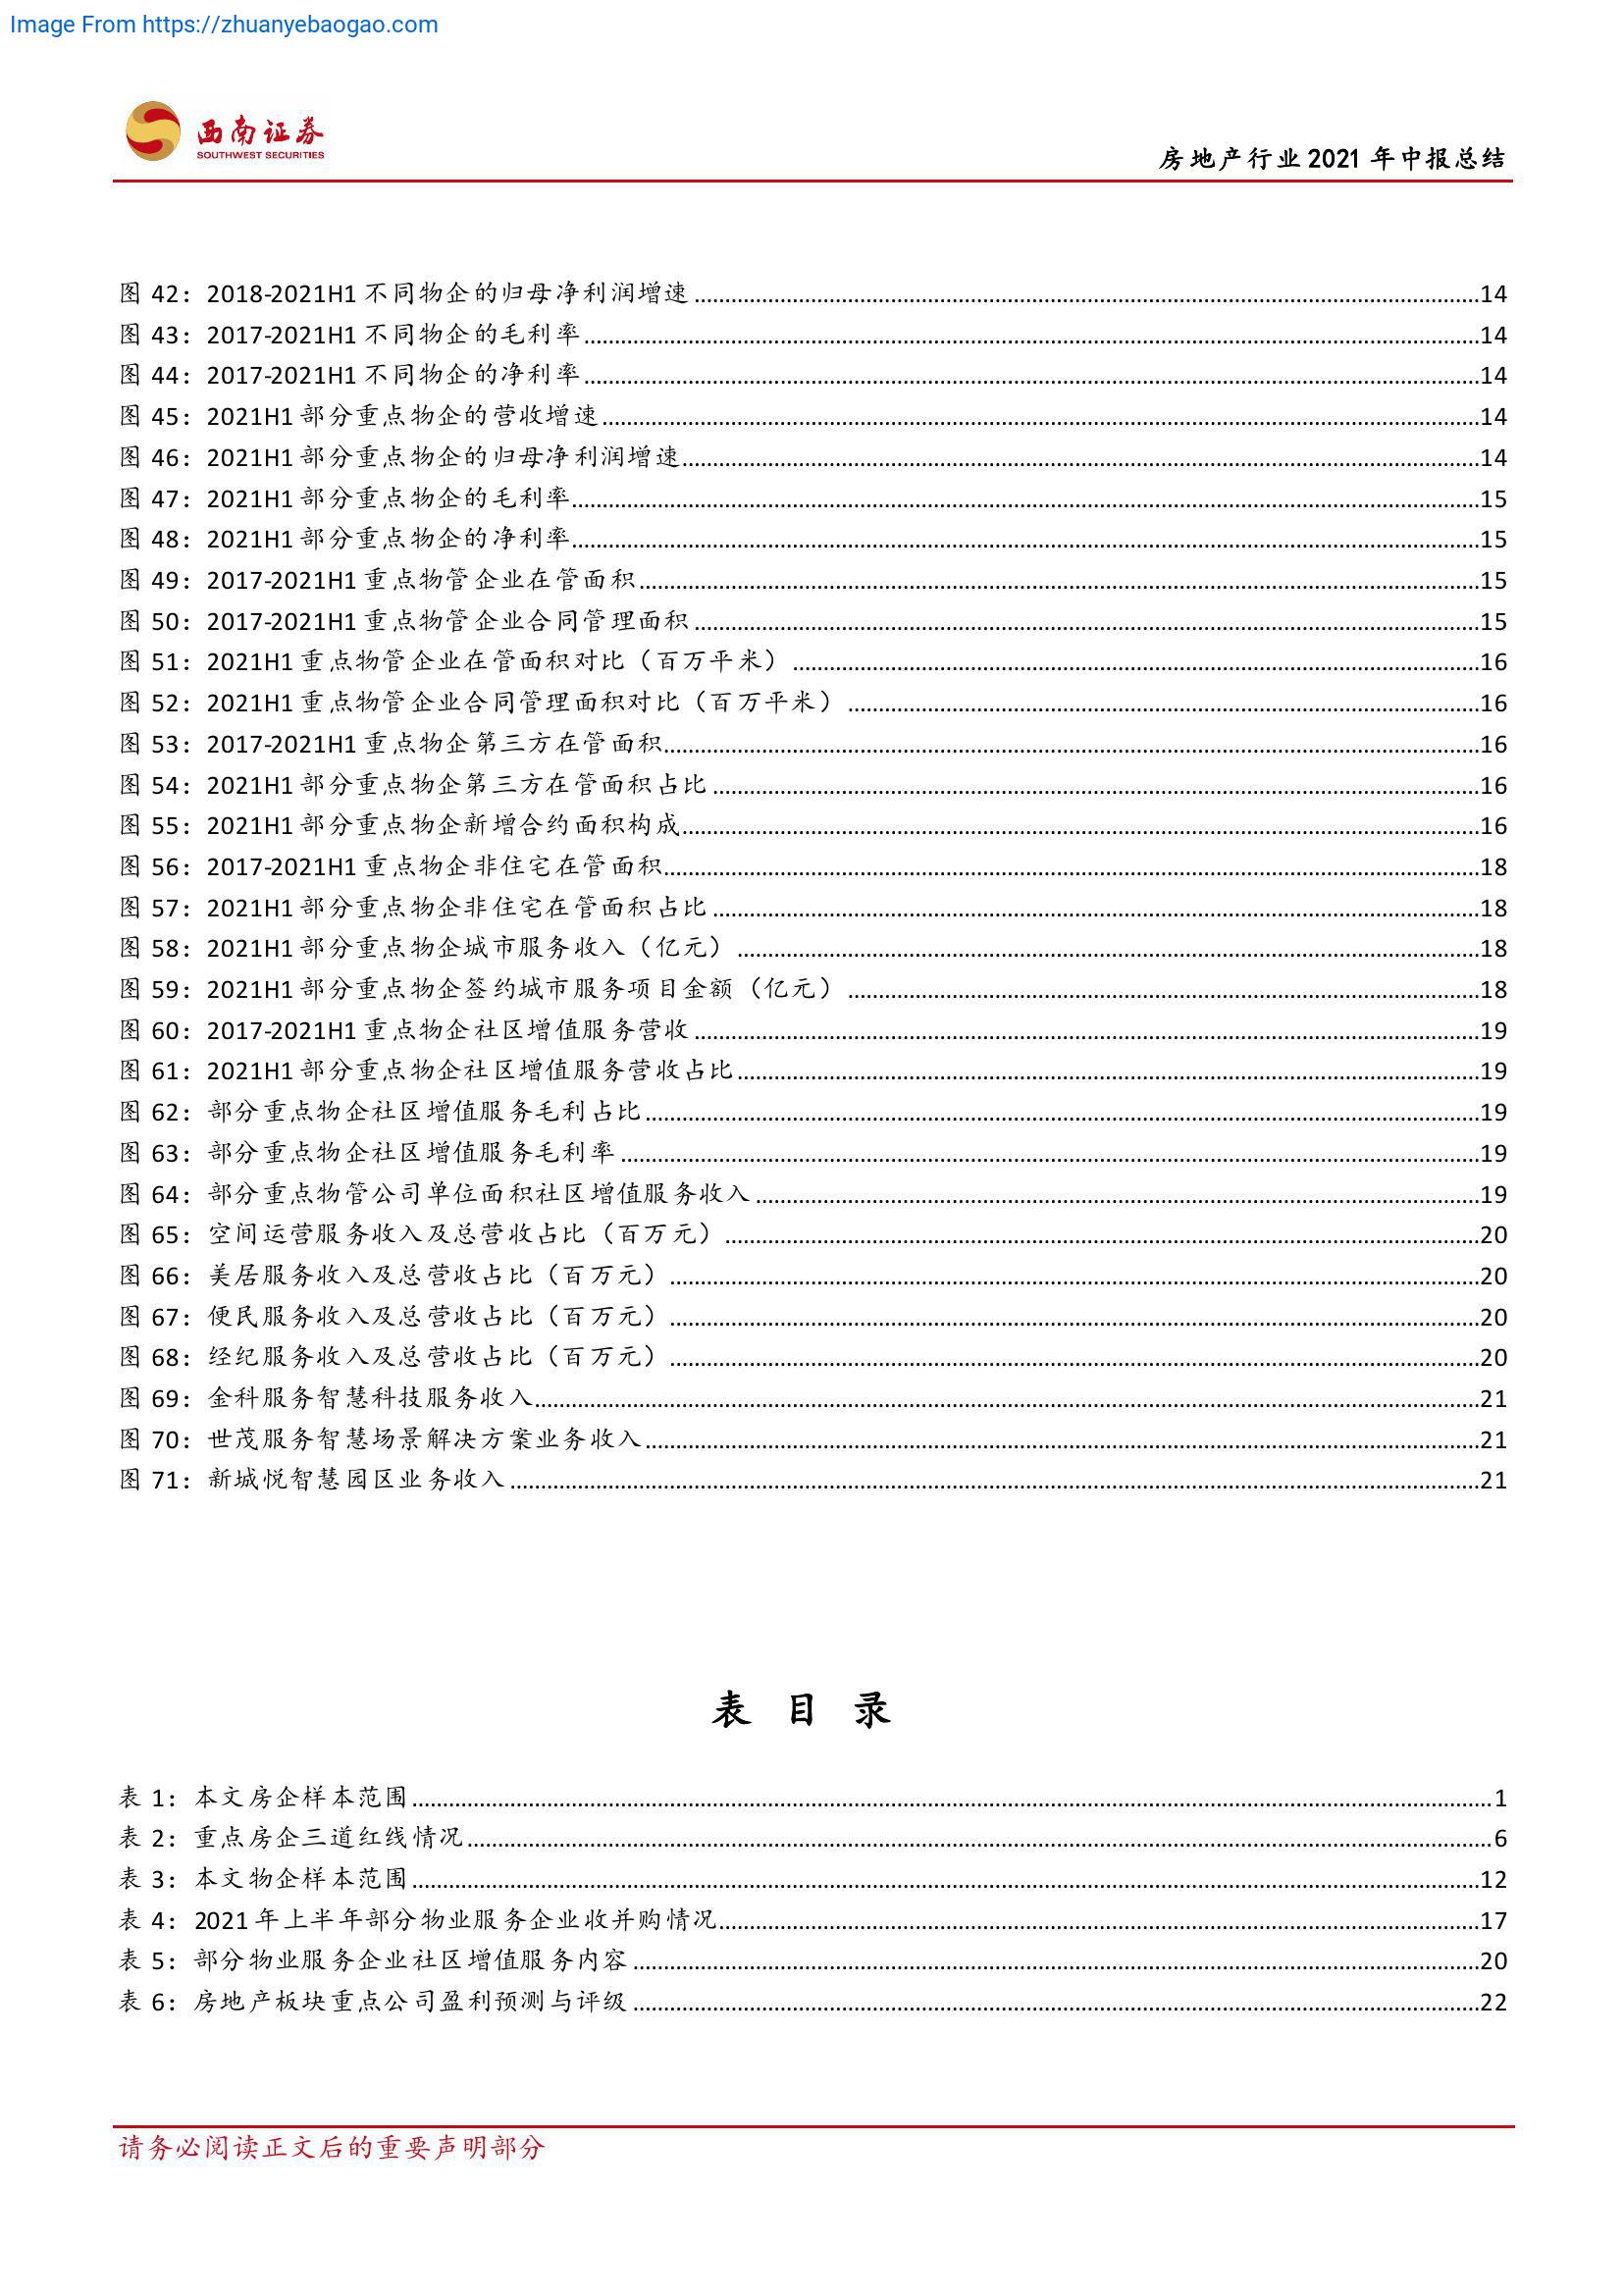 Image From https://zhuanyebaogao.com
西南证券
SOUTHWEST SECURITIES
房地产行业 2021 年中报总结
图 42：2018-2021H1 不同物企的归母净利润增速........14
图 43：2017-2021H1 不同物企的毛利率........14
图 44：2017-2021H1 不同物企的净利率........14
图 45：2021H1 部分重点物企的营收增速........14
图 46：2021H1 部分重点物企的归母净利润增速........14
图 47：2021H1 部分重点物企的毛利率........15
图 48：2021H1 部分重点物企的净利率........15
图 49：2017-2021H1 重点物管企业在管面积........15
图 50：2017-2021H1 重点物管企业合同管理面积........15
图 51：2021H1 重点物管企业在管面积对比（百万平米）........16
图 52：2021H1 重点物管企业合同管理面积对比（百万平米）........16
图 53：2017-2021H1 重点物企第三方在管面积........16
图 54：2021H1 部分重点物企第三方在管面积占比........16
图 55：2021H1 部分重点物企新增合约面积构成........16
图 56：2017-2021H1 重点物企非住宅在管面积........18
图 57：2021H1 部分重点物企非住宅在管面积占比........18
图 58：2021H1 部分重点物企城市服务收入（亿元）........18
图 59：2021H1 部分重点物企签约城市服务项目金额（亿元）........18
图 60：2017-2021H1 重点物企社区增值服务营收........19
图 61：2021H1 部分重点物企社区增值服务营收占比........19
图 62：部分重点物企社区增值服务毛利占比........19
图 63：部分重点物企社区增值服务毛利率........19
图 64：部分重点物管公司单位面积社区增值服务收入........19
图 65：空间运营服务收入及总营收占比（百万元）........20
图 66：美居服务收入及总营收占比（百万元）........20
图 67：便民服务收入及总营收占比（百万元）........20
图 68：经纪服务收入及总营收占比（百万元）........20
图 69：金科服务智慧科技服务收入........21
图 70：世茂服务智慧场景解决方案业务收入........21
图 71：新城悦智慧园区业务收入........21
表 目 录
表 1：本文房企样本范围........1
表 2：重点房企三道红线情况........6
表 3：本文物企样本范围........12
表 4：2021 年上半年部分物业服务企业收并购情况........17
表 5：部分物业服务企业社区增值服务内容........20
表 6：房地产板块重点公司盈利预测与评级........22
请务必阅读正文后的重要声明部分